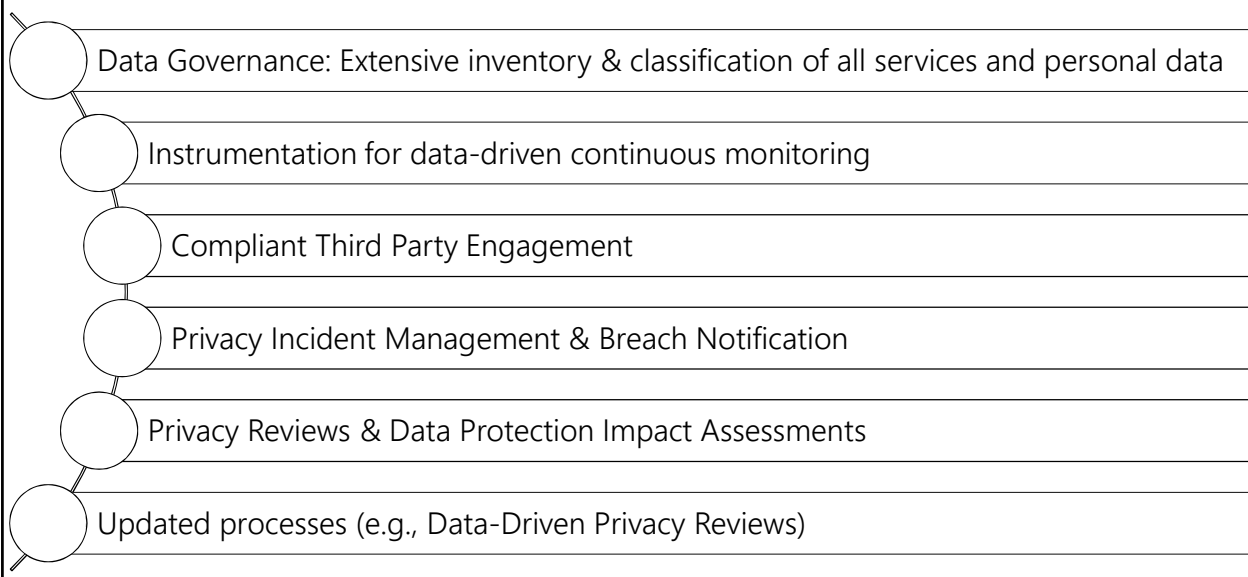 Data Governance: Extensive inventory & classification of all services and personal data
Instrumentation for data-driven continuous monitoring
Compliant Third Party Engagement
Privacy Incident Management & Breach Notification
Privacy Reviews & Data Protection Impact Assessments
Updated processes (e.g., Data-Driven Privacy Reviews)